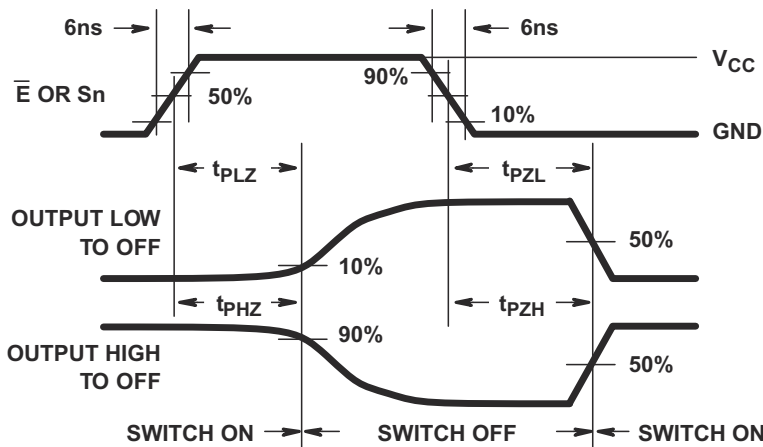 6ns 6ns
V_CC
90%
E̅ OR Sn 50%
10%
GND
t_PLZ t_PZL
OUTPUT LOW
TO OFF
50%
10%
t_PHZ t_PZH
90%
OUTPUT HIGH
TO OFF
50%
SWITCH ON SWITCH OFF SWITCH ON